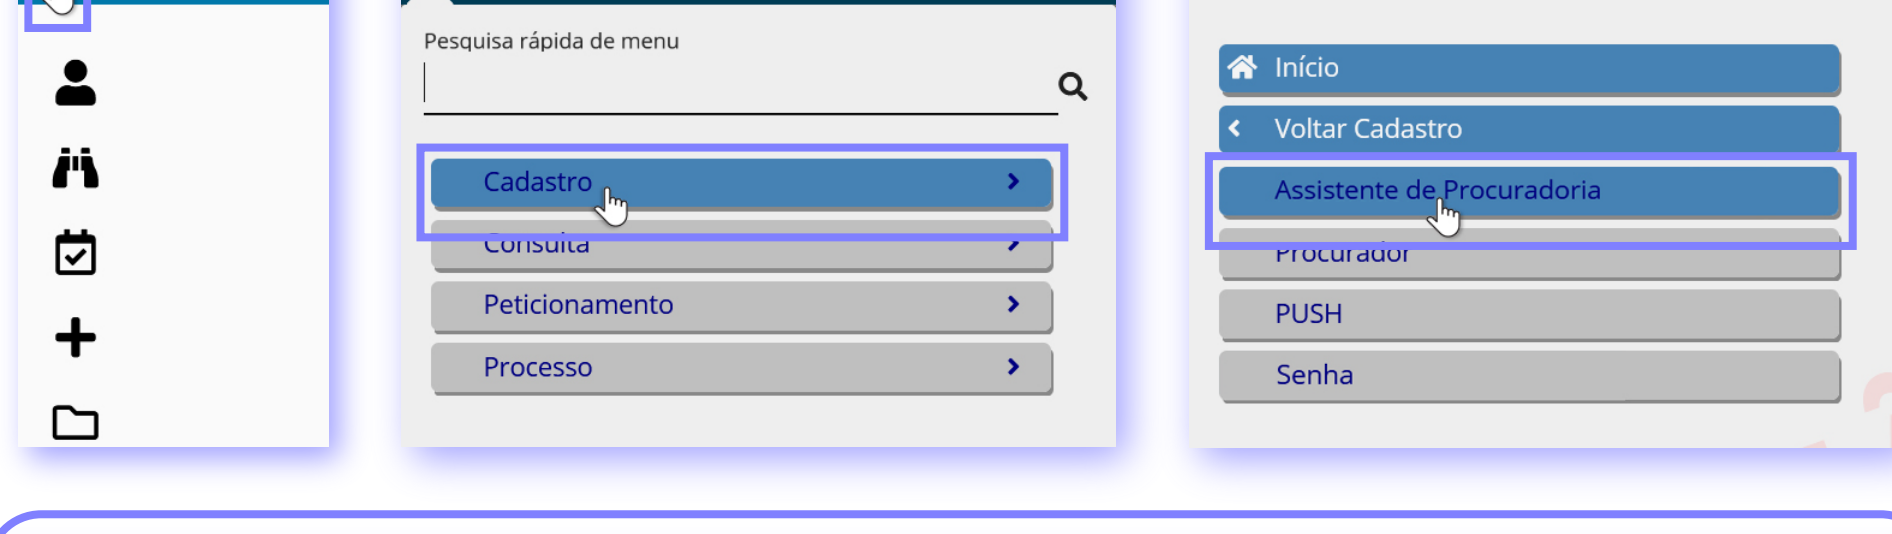 Pesquisa rápida de menu
Cadastro
Consulta
Peticionamento
Processo
Início
Voltar Cadastro
Assistente de Procuradoria
Procurador
PUSH
Senha